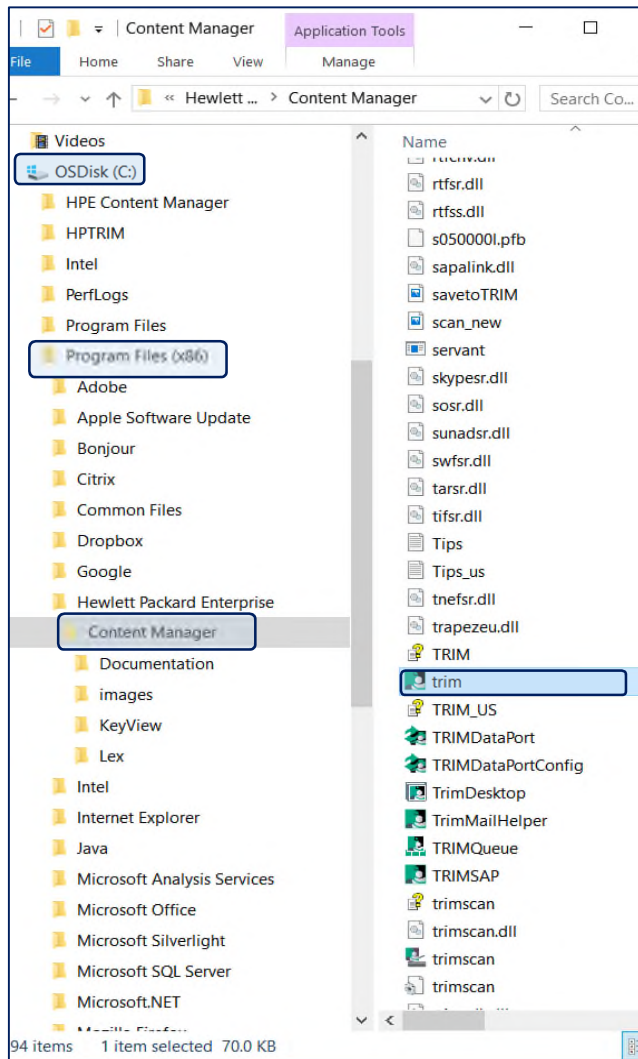 Content Manager
Application Tools
File
Home
Share
View
Manage
« Hewlett ... > Content Manager
Search Co...
Videos
OSDisk (C:)
HPE Content Manager
HPTRIM
Intel
PerfLogs
Program Files
Program Files (x86)
Adobe
Apple Software Update
Bonjour
Citrix
Common Files
Dropbox
Google
Hewlett Packard Enterprise
Content Manager
Documentation
images
KeyView
Lex
Intel
Internet Explorer
Java
Microsoft Analysis Services
Microsoft Office
Microsoft Silverlight
Microsoft SQL Server
Microsoft.NET
Name
rtfsr.dll
rtfss.dll
s050000l.pfb
sapalink.dll
savetoTRIM
scan_new
servant
skypesr.dll
sosr.dll
sunadsr.dll
swfsr.dll
tarsr.dll
tifsr.dll
Tips
Tips_us
tnefsr.dll
trapezeu.dll
TRIM
trim
TRIM_US
TRIMDataPort
TRIMDataPortConfig
TrimDesktop
TrimMailHelper
TRIMQueue
TRIMSAP
trimscan
trimscan.dll
trimscan
trimscan
94 items 1 item selected 70.0 KB